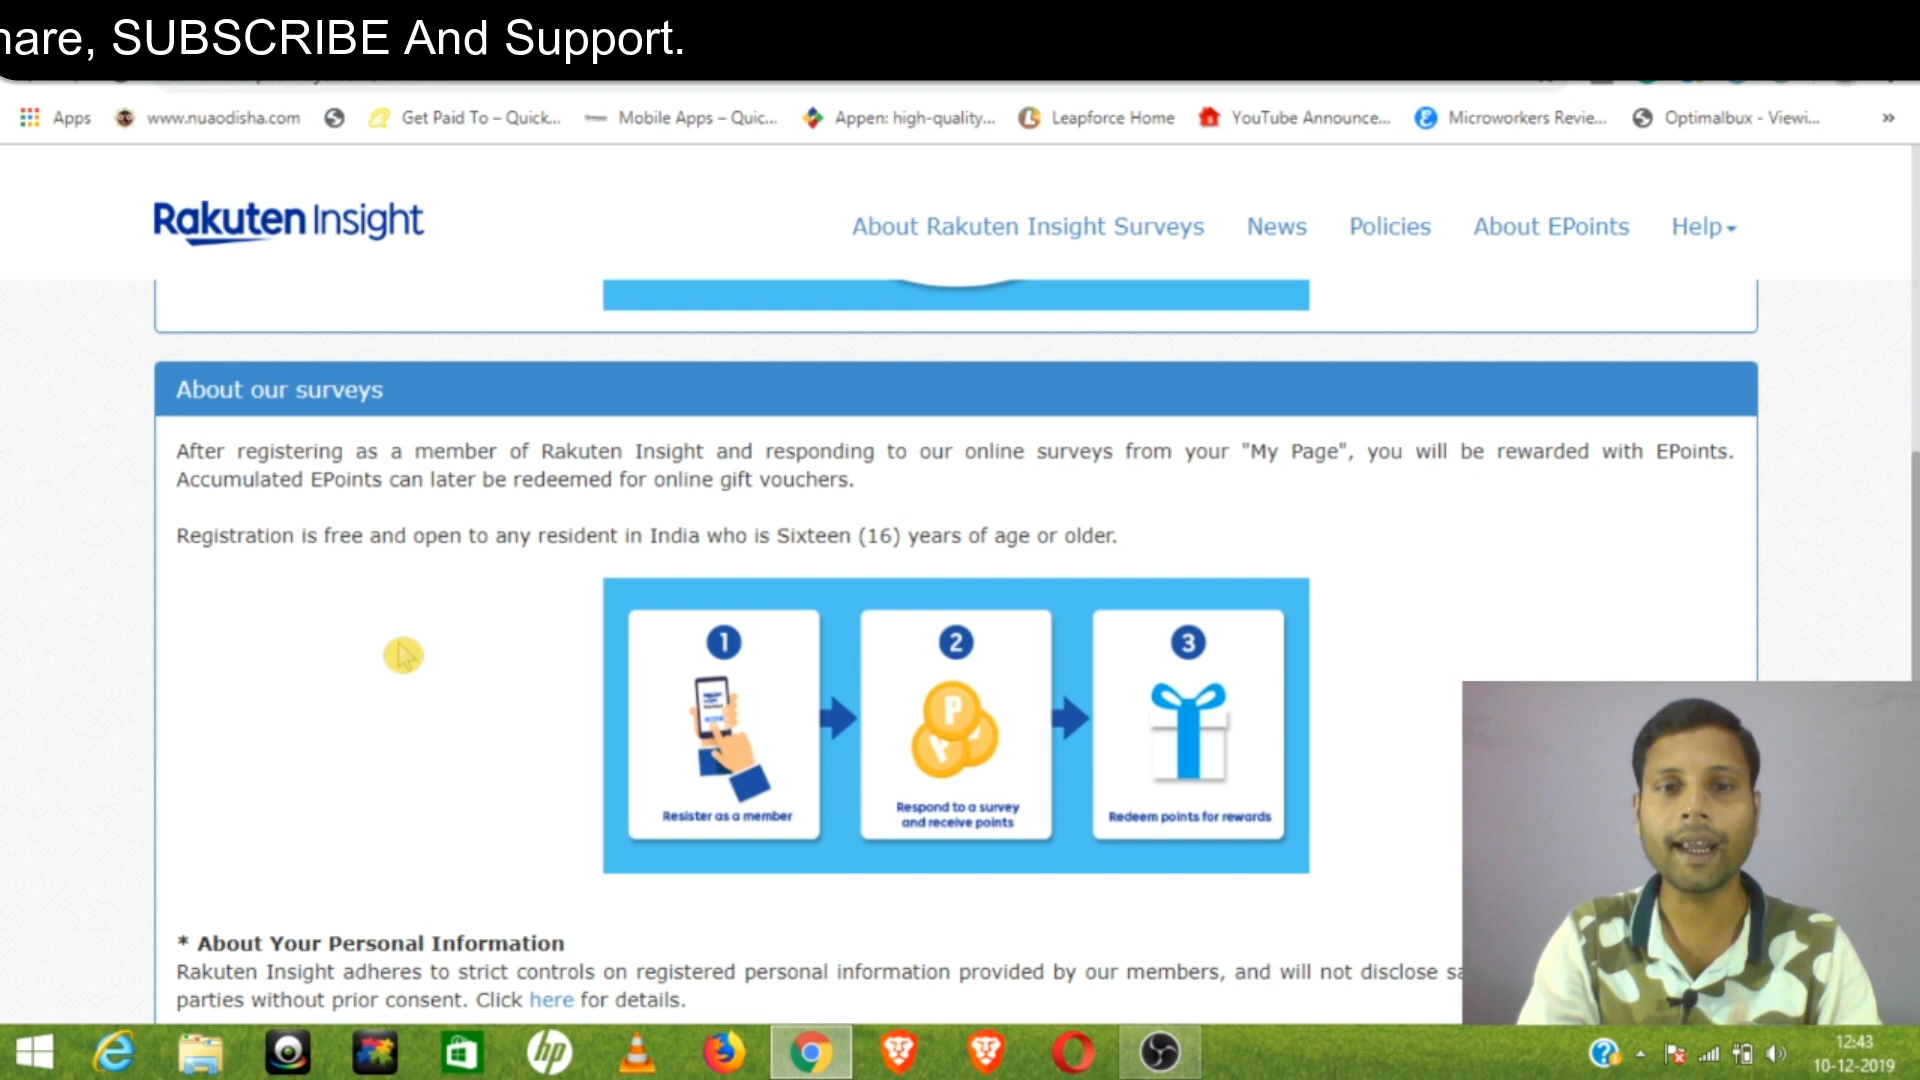 hare, SUBSCRIBE And Support.
Apps www.nuaodisha.com Get Paid To – Quick... Mobile Apps – Quic... Appen: high-quality... Leapforce Home YouTube Announce... Microworkers Revie... Optimalbux - Viewi... »
Rakuten Insight
About Rakuten Insight Surveys News Policies About EPoints Help
About our surveys
After registering as a member of Rakuten Insight and responding to our online surveys from your "My Page", you will be rewarded with EPoints.
Accumulated EPoints can later be redeemed for online gift vouchers.
Registration is free and open to any resident in India who is Sixteen (16) years of age or older.
1 2 3
P
Resister as a member
Respond to a survey
and receive points
Redeem points for rewards
* About Your Personal Information
Rakuten Insight adheres to strict controls on registered personal information provided by our members, and will not disclose sa
parties without prior consent. Click here for details.
hp
12:43
10-12-2019